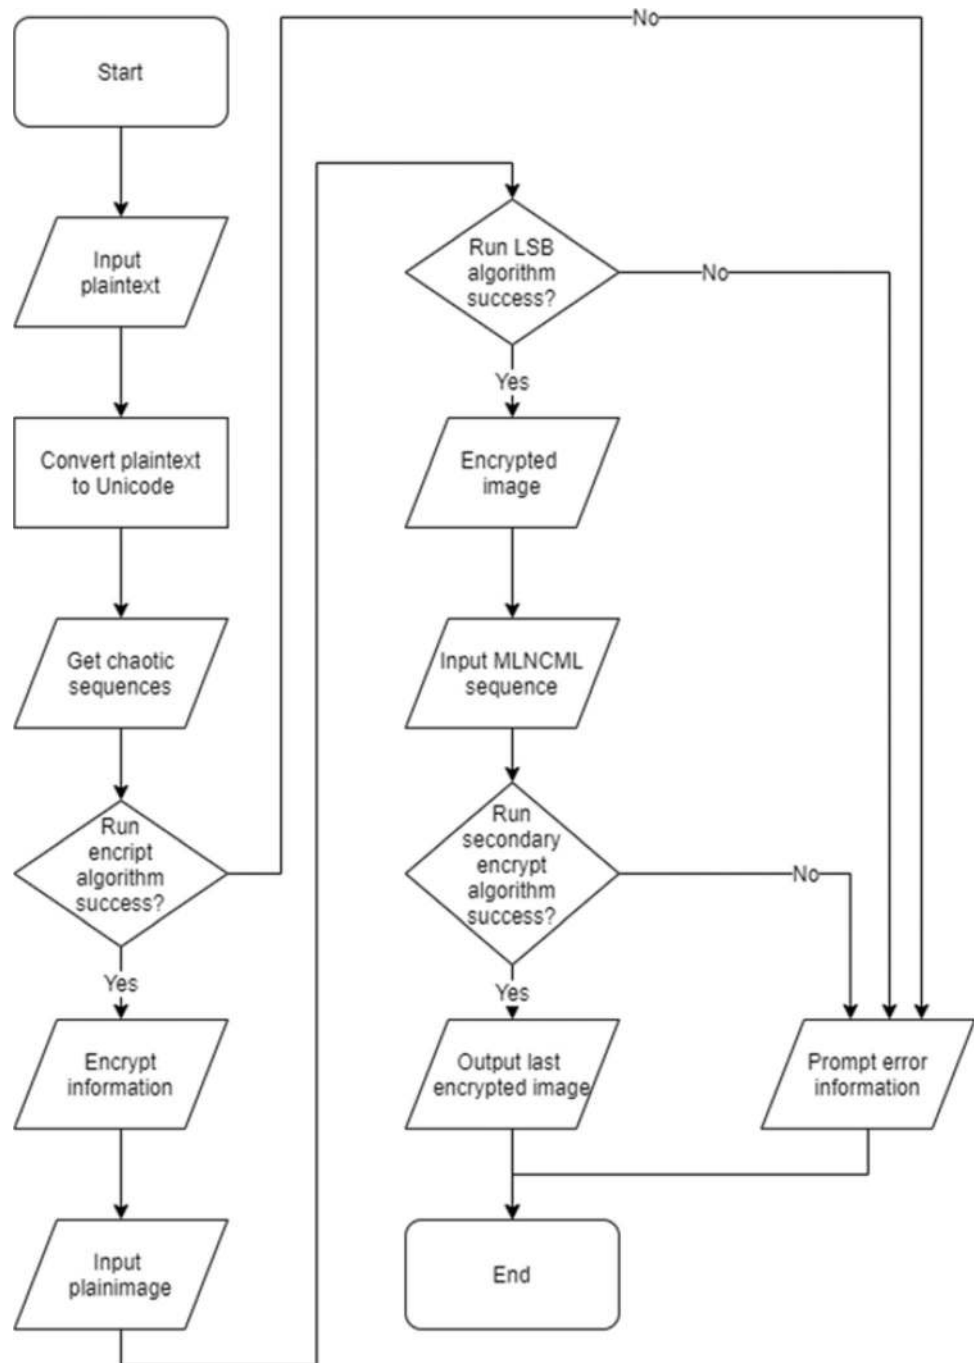 Start
Input
plaintext
Convert plaintext
to Unicode
Get chaotic
sequences
Run
encript
algorithm
success?
Yes
Encrypt
information
Input
plainimage
No
Run LSB
algorithm
success?
No
Yes
Encrypted
image
Input MLNCML
sequence
Run
secondary
encrypt
algorithm
success?
No
Yes
Output last
encrypted image
Prompt error
information
End